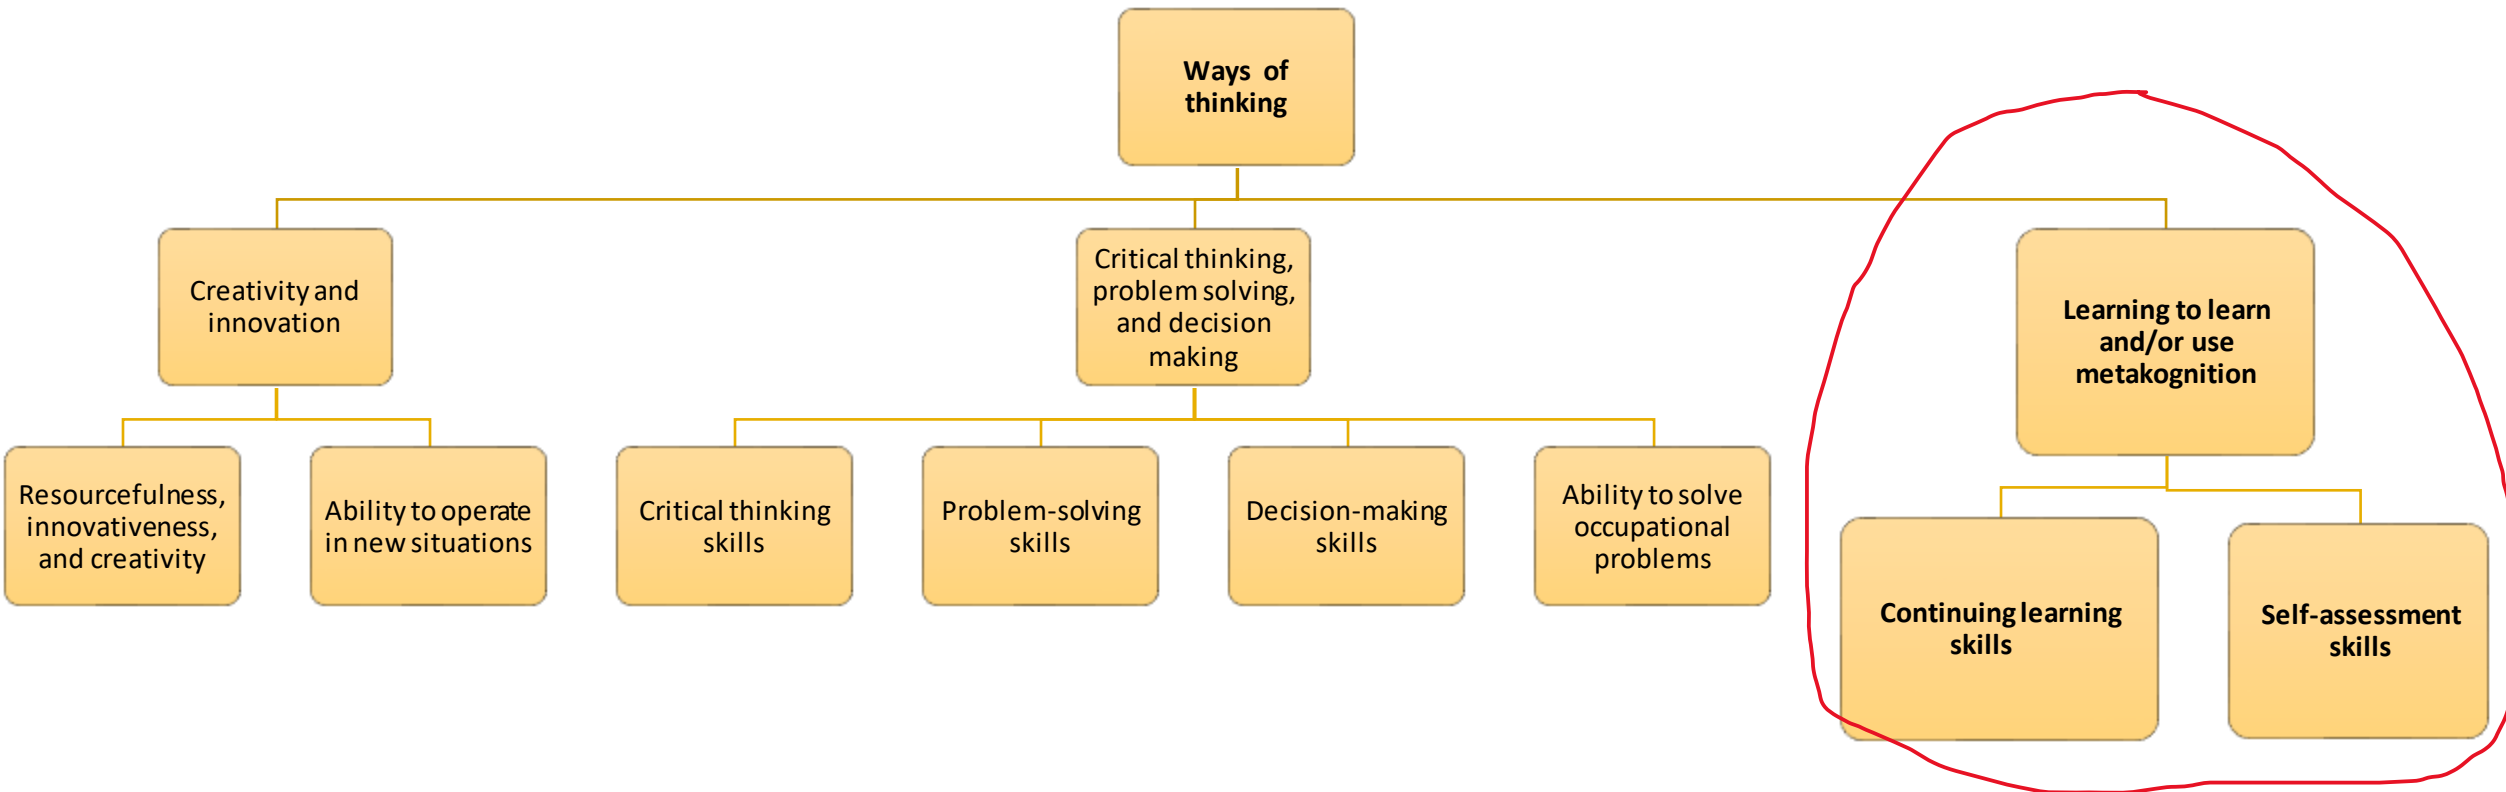 Ways of
thinking
Creativity and
innovation
Critical thinking,
problem solving,
and decision
making
Learning to learn
and/or use
metakognition
Resourcefulness,
innovativeness,
and creativity
Ability to operate
in new situations
Critical thinking
skills
Problem-solving
skills
Decision-making
skills
Ability to solve
occupational
problems
Continuing learning
skills
Self-assessment
skills